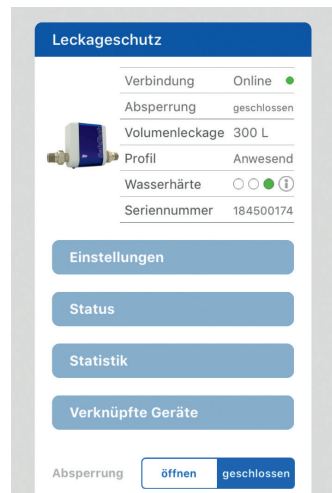 Leckageschutz
Verbindung Online
Absperrung geschlossen
Volumenleckage 300 L
Profil Anwesend
Wasserhärte
Seriennummer 184500174
Einstellungen
Status
Statistik
Verknüpfte Geräte
Absperrung öffnen geschlossen